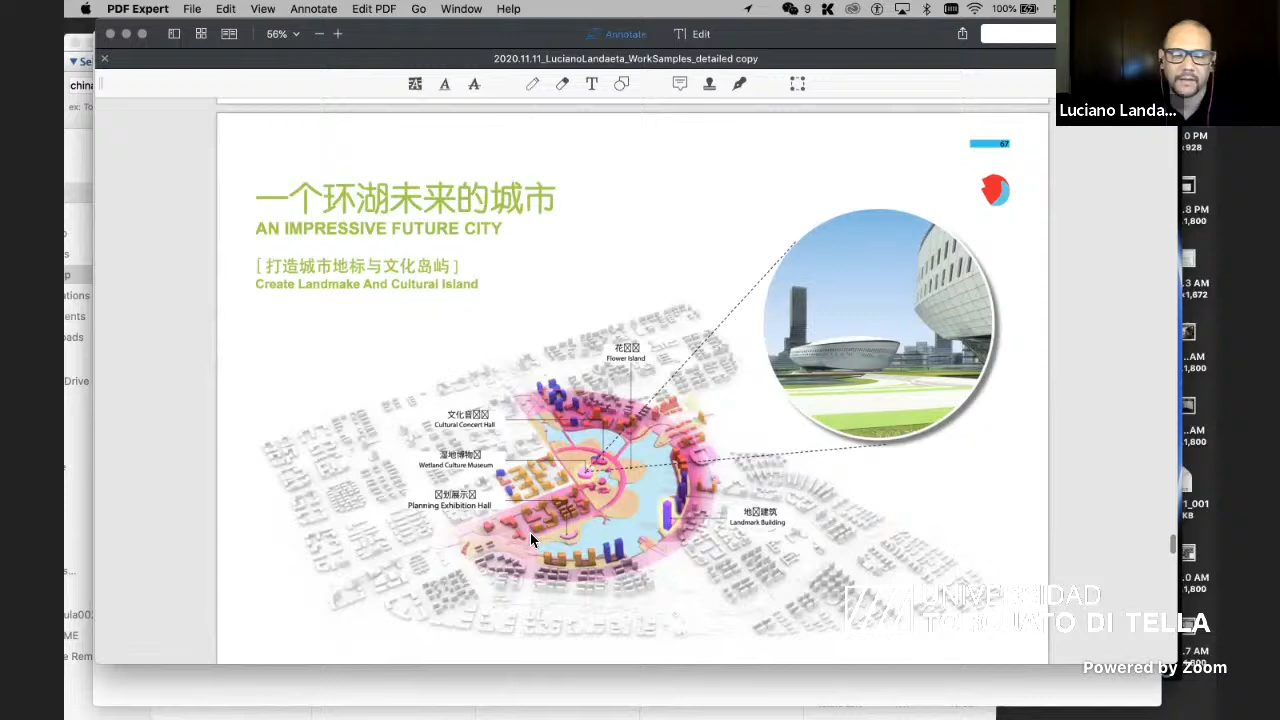 PDF Expert File Edit View Annotate Edit PDF Go Window Help
9
100%
56%
Annotate
Edit
2020.11.11_LucianoLandaeta_WorkSamples_detailed copy
Luciano Landa...
67
一个环湖未来的城市
AN IMPRESSIVE FUTURE CITY
[ 打造城市地标与文化岛屿 ]
Create Landmake And Cultural Island
Flower Island
Cultural Concert Hall
Wetland Culture Museum
Planning Exhibition Hall
Landmark Building
UNIVERSIDAD
TORCUATO DI TELLA
Powered by Zoom